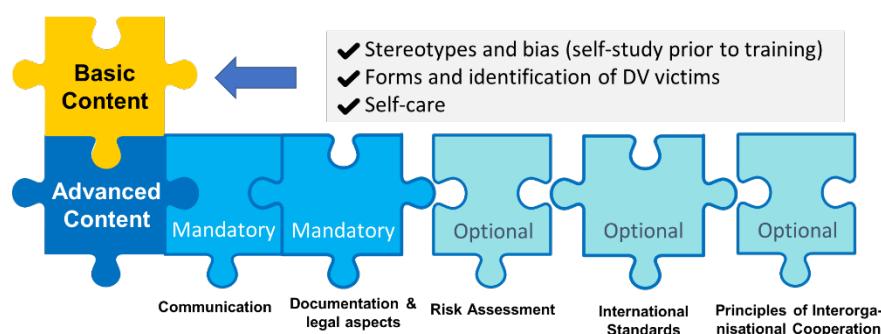 Basic
Content
✔ Stereotypes and bias (self-study prior to training)
✔ Forms and identification of DV victims
✔ Self-care
Advanced
Content
Mandatory
Mandatory
Optional
Optional
Optional
Communication
Documentation &
legal aspects
Risk Assessment
International
Standards
Principles of Interorga-
nisational Cooperation